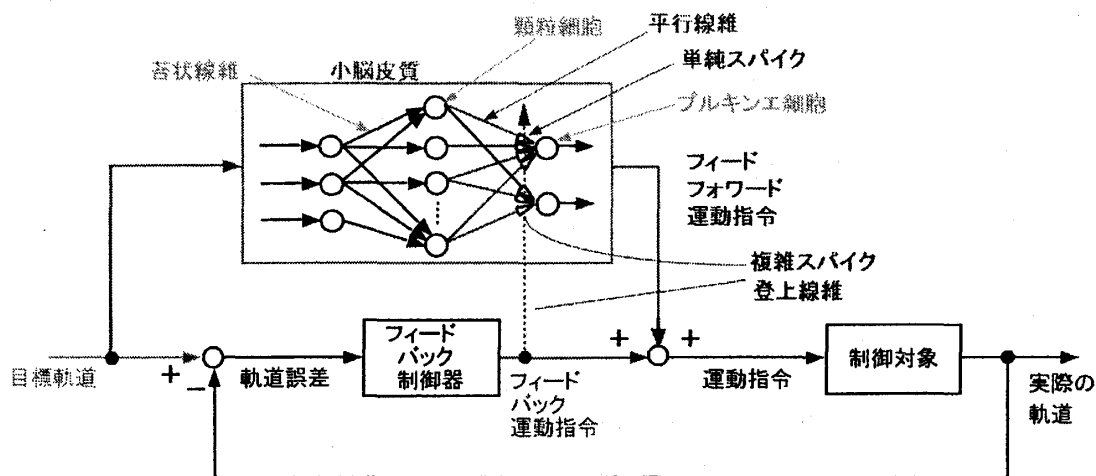 顆粒細胞
平行線維
苔状線維
小脳皮質
単純スパイク
プルキンエ細胞
フィード
フォワード
運動指令
複雑スパイク
登上線維
フィード
バック
制御器
+
+
制御対象
目標軌道
+
−
軌道誤差
フィード
バック
運動指令
運動指令
実際の
軌道